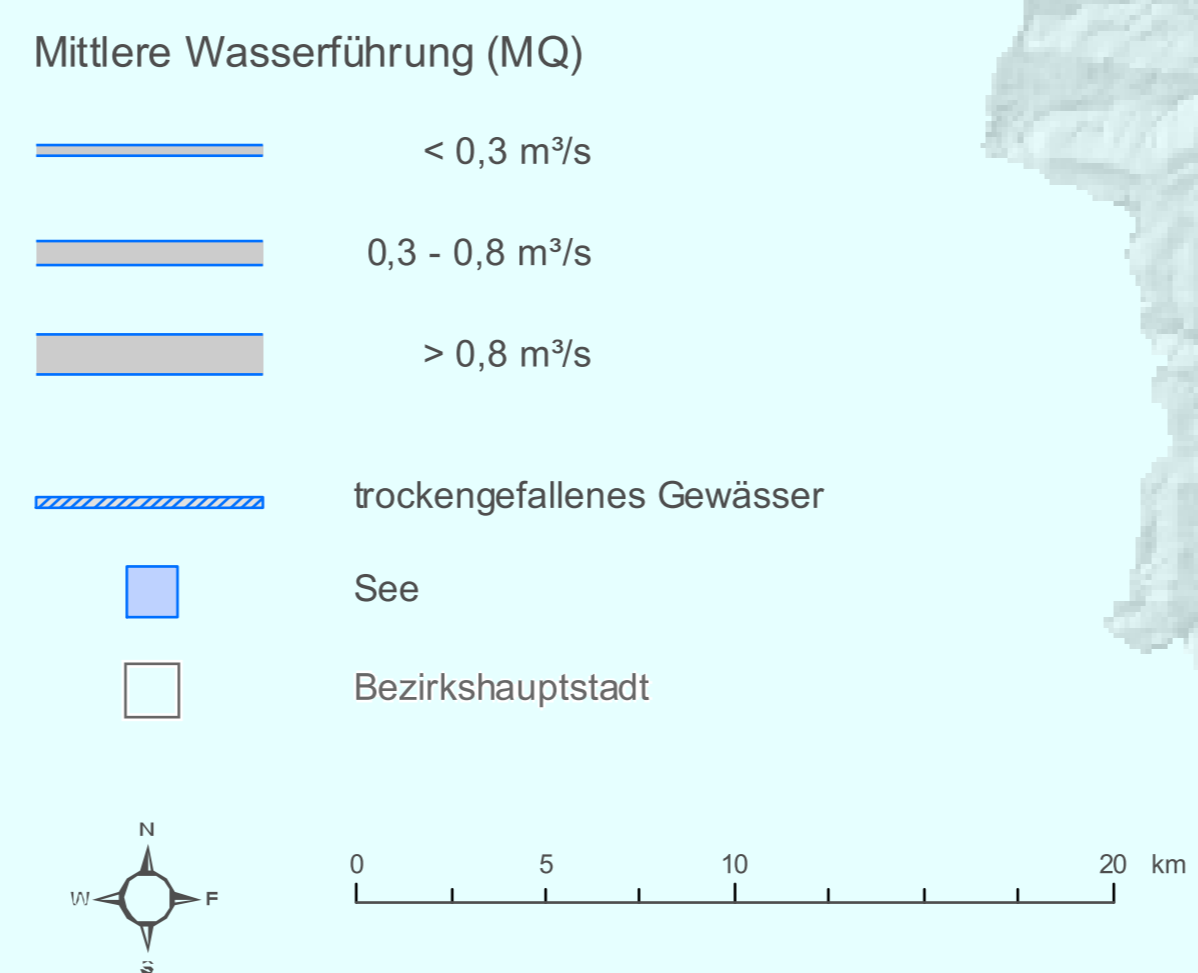 Mittlere Wasserführung (MQ)
< 0,3 m³/s
0,3 - 0,8 m³/s
> 0,8 m³/s
trockengefallenes Gewässer
See
Bezirkshauptstadt
N
W F
S
0 5 10 20 km